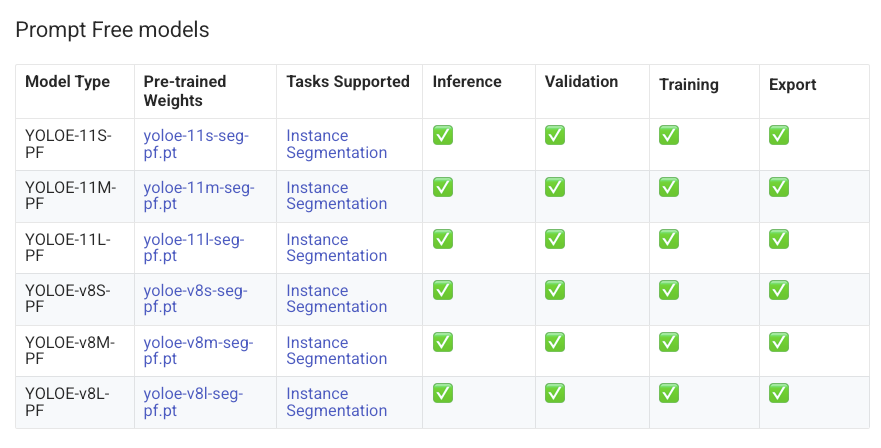 Prompt Free models
Model Type Pre-trained Weights Tasks Supported Inference Validation Training Export
YOLOE-11S-PF yoloe-11s-seg-pf.pt Instance Segmentation ✅ ✅ ✅ ✅
YOLOE-11M-PF yoloe-11m-seg-pf.pt Instance Segmentation ✅ ✅ ✅ ✅
YOLOE-11L-PF yoloe-11l-seg-pf.pt Instance Segmentation ✅ ✅ ✅ ✅
YOLOE-v8S-PF yoloe-v8s-seg-pf.pt Instance Segmentation ✅ ✅ ✅ ✅
YOLOE-v8M-PF yoloe-v8m-seg-pf.pt Instance Segmentation ✅ ✅ ✅ ✅
YOLOE-v8L-PF yoloe-v8l-seg-pf.pt Instance Segmentation ✅ ✅ ✅ ✅